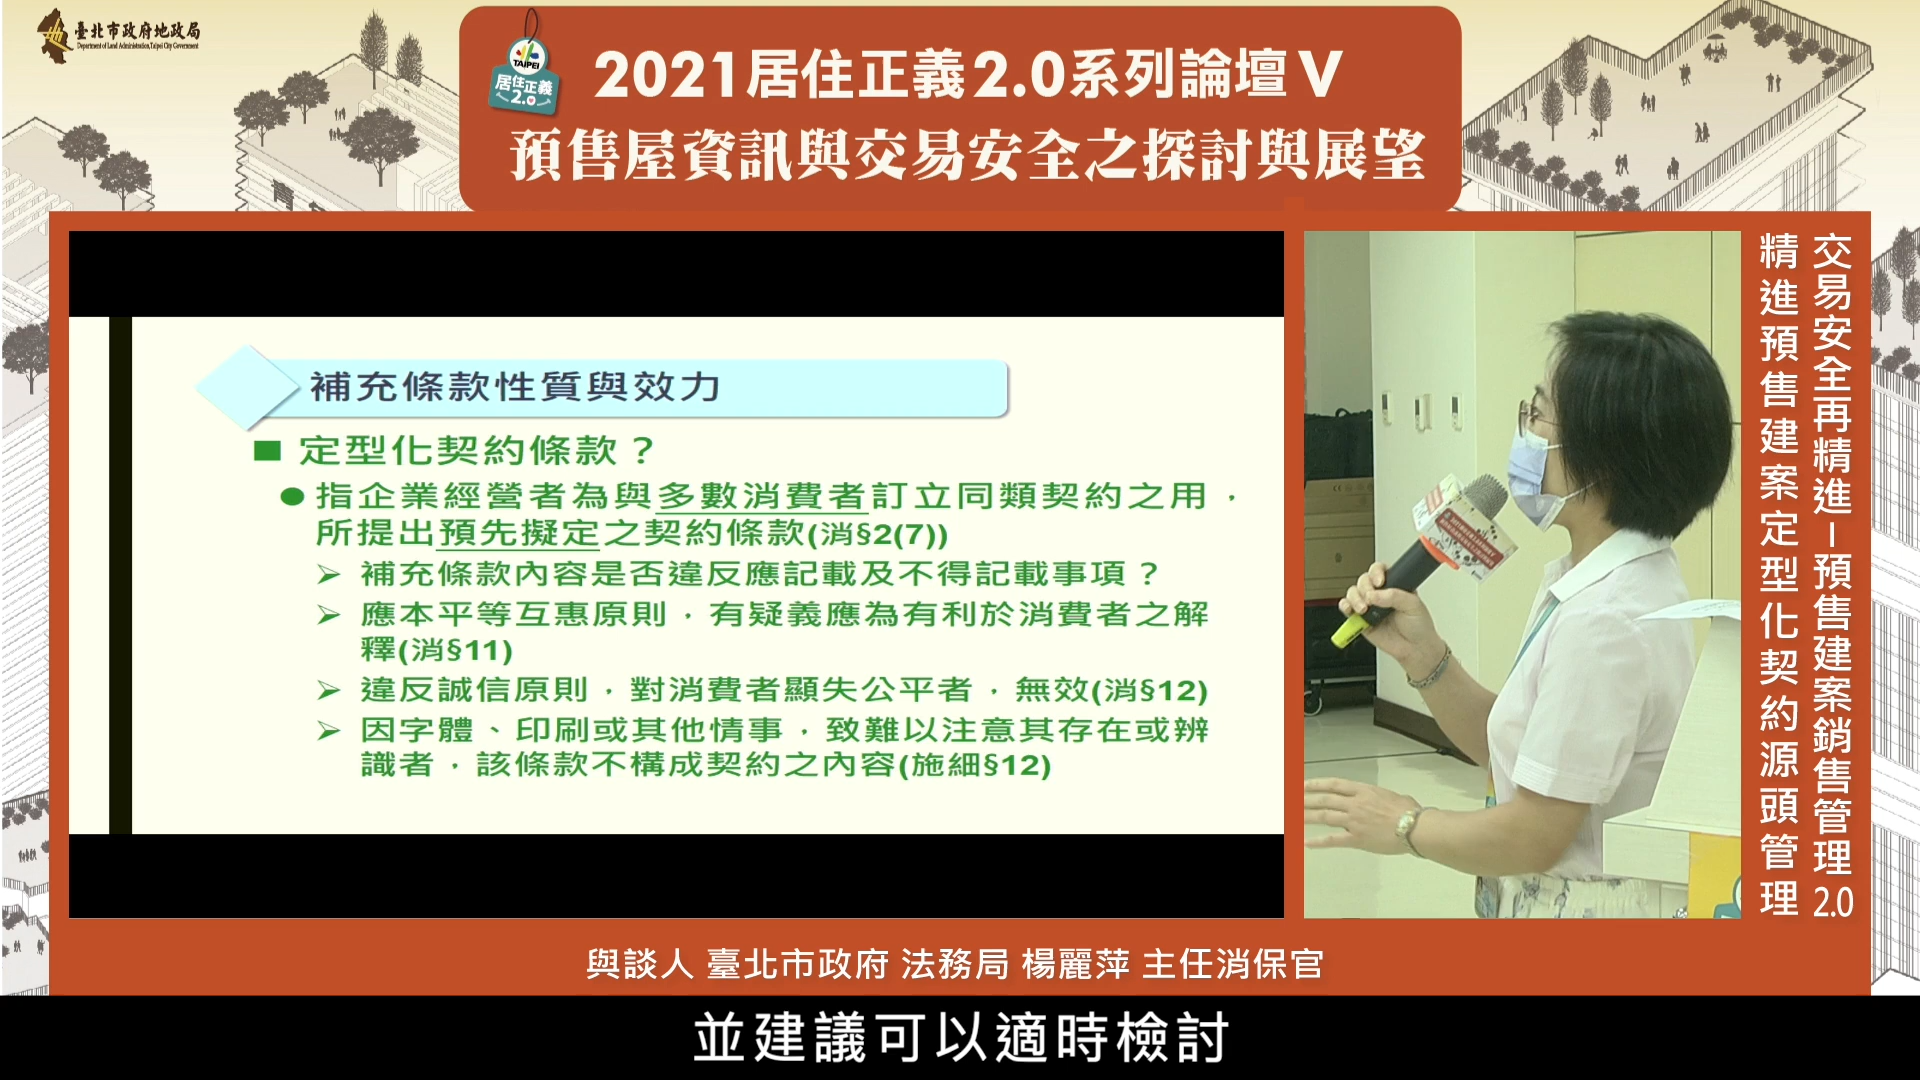 臺北市政府地政局
Department of Land Administration, Taipei City Government
TAIPEI
居住正義
2.0
2021居住正義2.0系列論壇V
預售屋資訊與交易安全之探討與展望
補充條款性質與效力
■ 定型化契約條款？
● 指企業經營者為與多數消費者訂立同類契約之用，
所提出預先擬定之契約條款(消§2(7))
➢ 補充條款內容是否違反應記載及不得記載事項？
➢ 應本平等互惠原則，有疑義應為有利於消費者之解
釋(消§11)
➢ 違反誠信原則，對消費者顯失公平者，無效(消§12)
➢ 因字體、印刷或其他情事，致難以注意其存在或辨
識者，該條款不構成契約之內容(施細§12)
交易安全再精進－預售建案銷售管理2.0
精進預售建案定型化契約源頭管理
與談人 臺北市政府 法務局 楊麗萍 主任消保官
並建議可以適時檢討